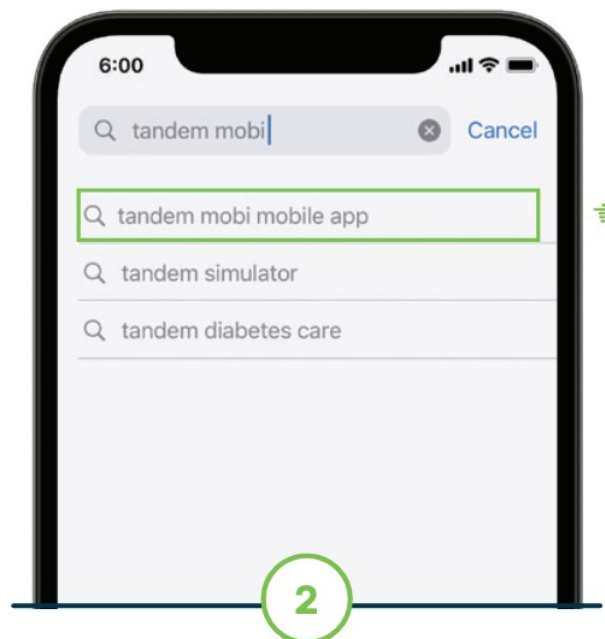 6:00
tandem mobi
Cancel
tandem mobi mobile app
tandem simulator
tandem diabetes care
2